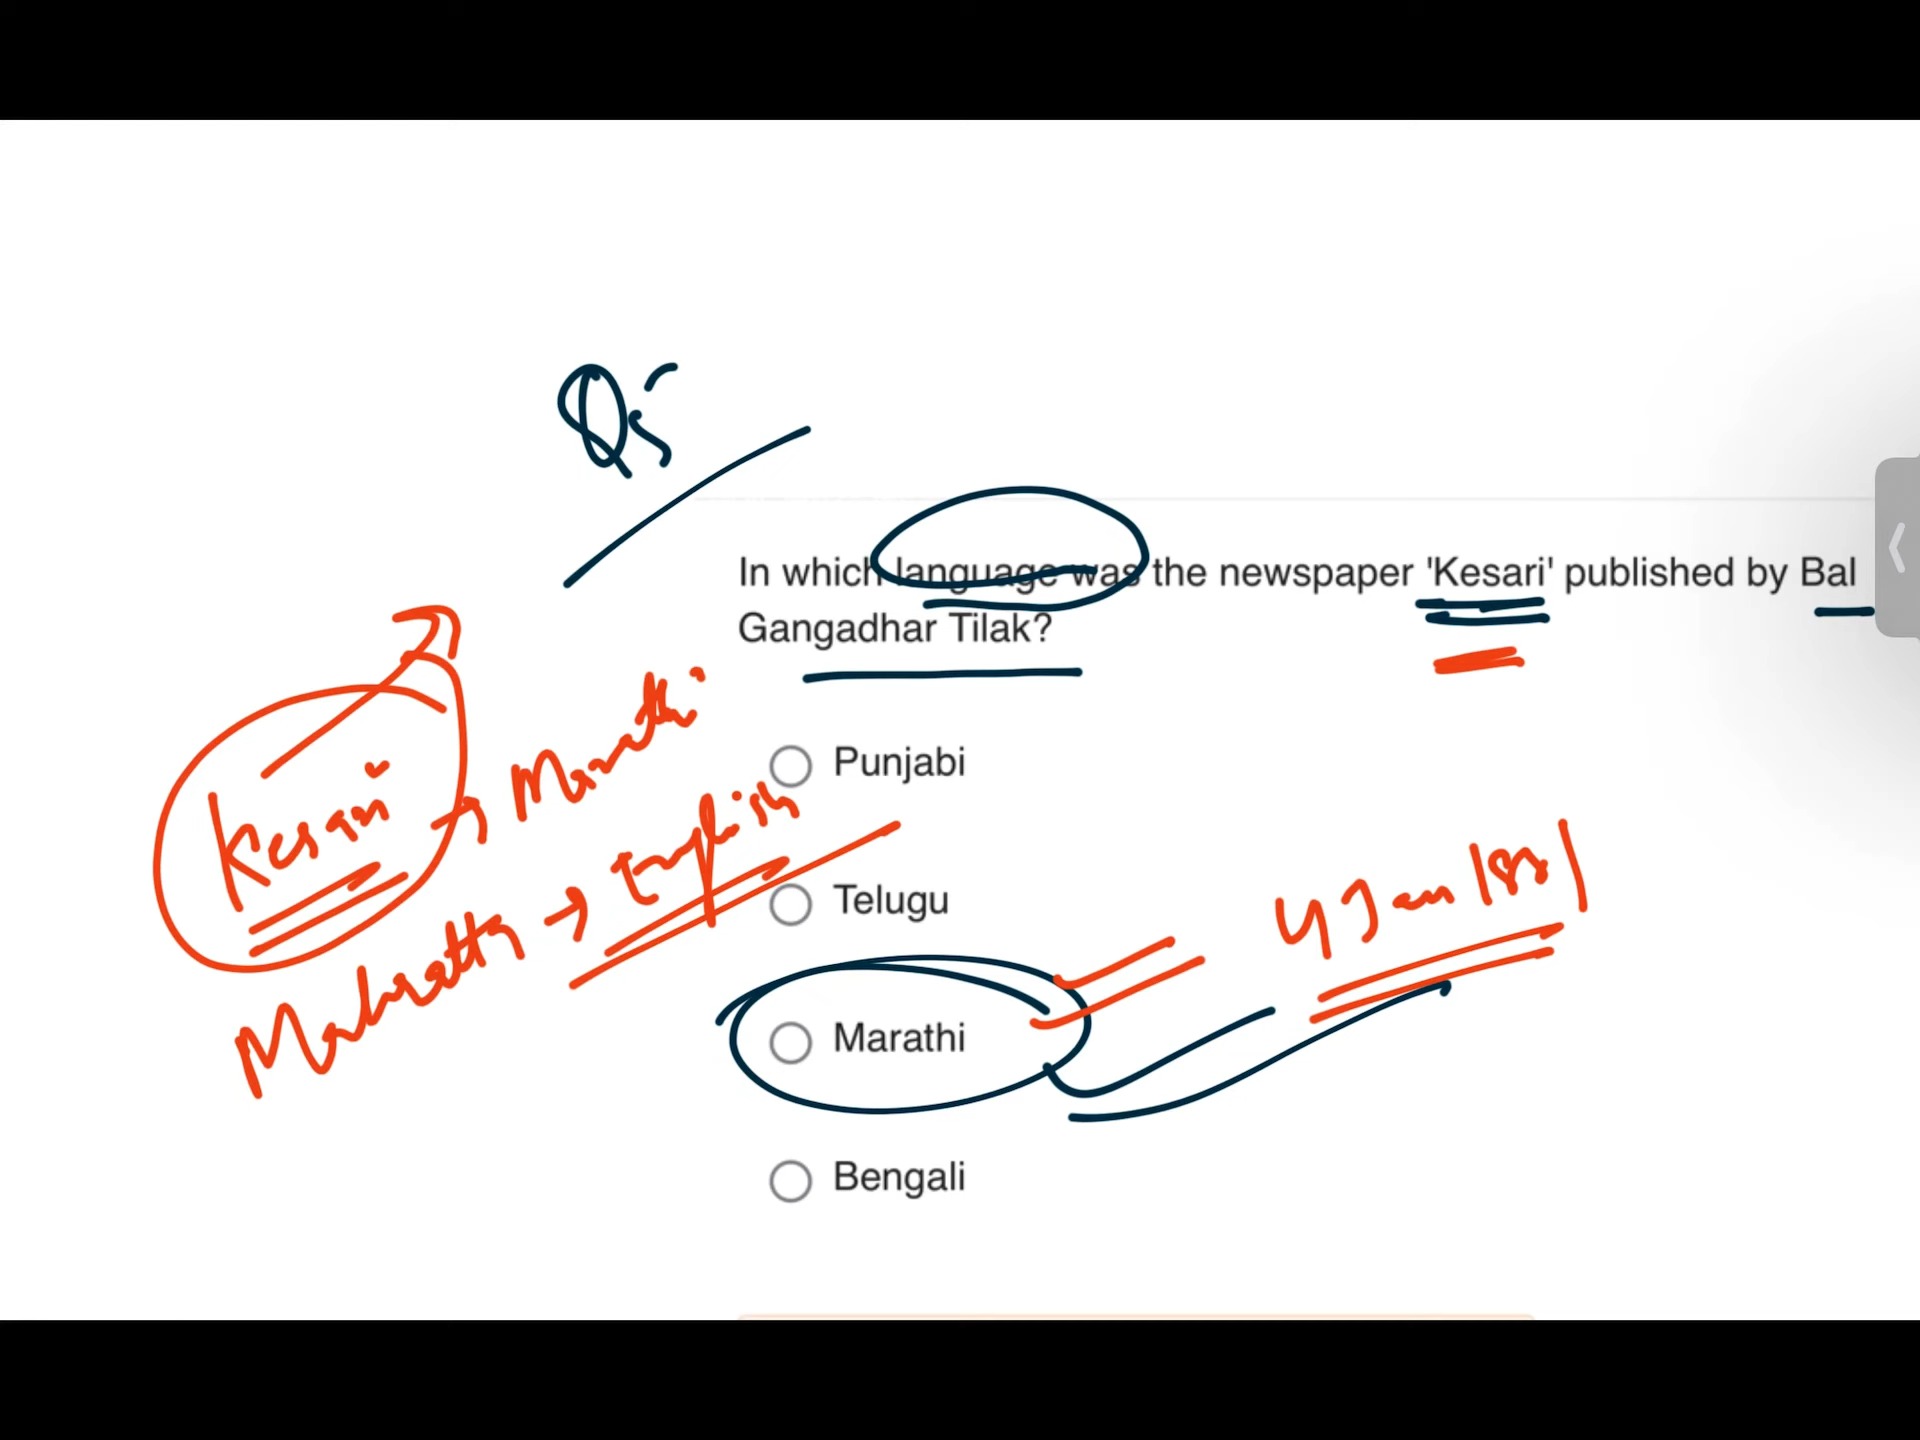 Q5
In which language was the newspaper 'Kesari' published by Bal
Gangadhar Tilak?
Kesari → Marathi
Mahratta → English
Punjabi
Telugu
4 Jan 1881
Marathi
Bengali